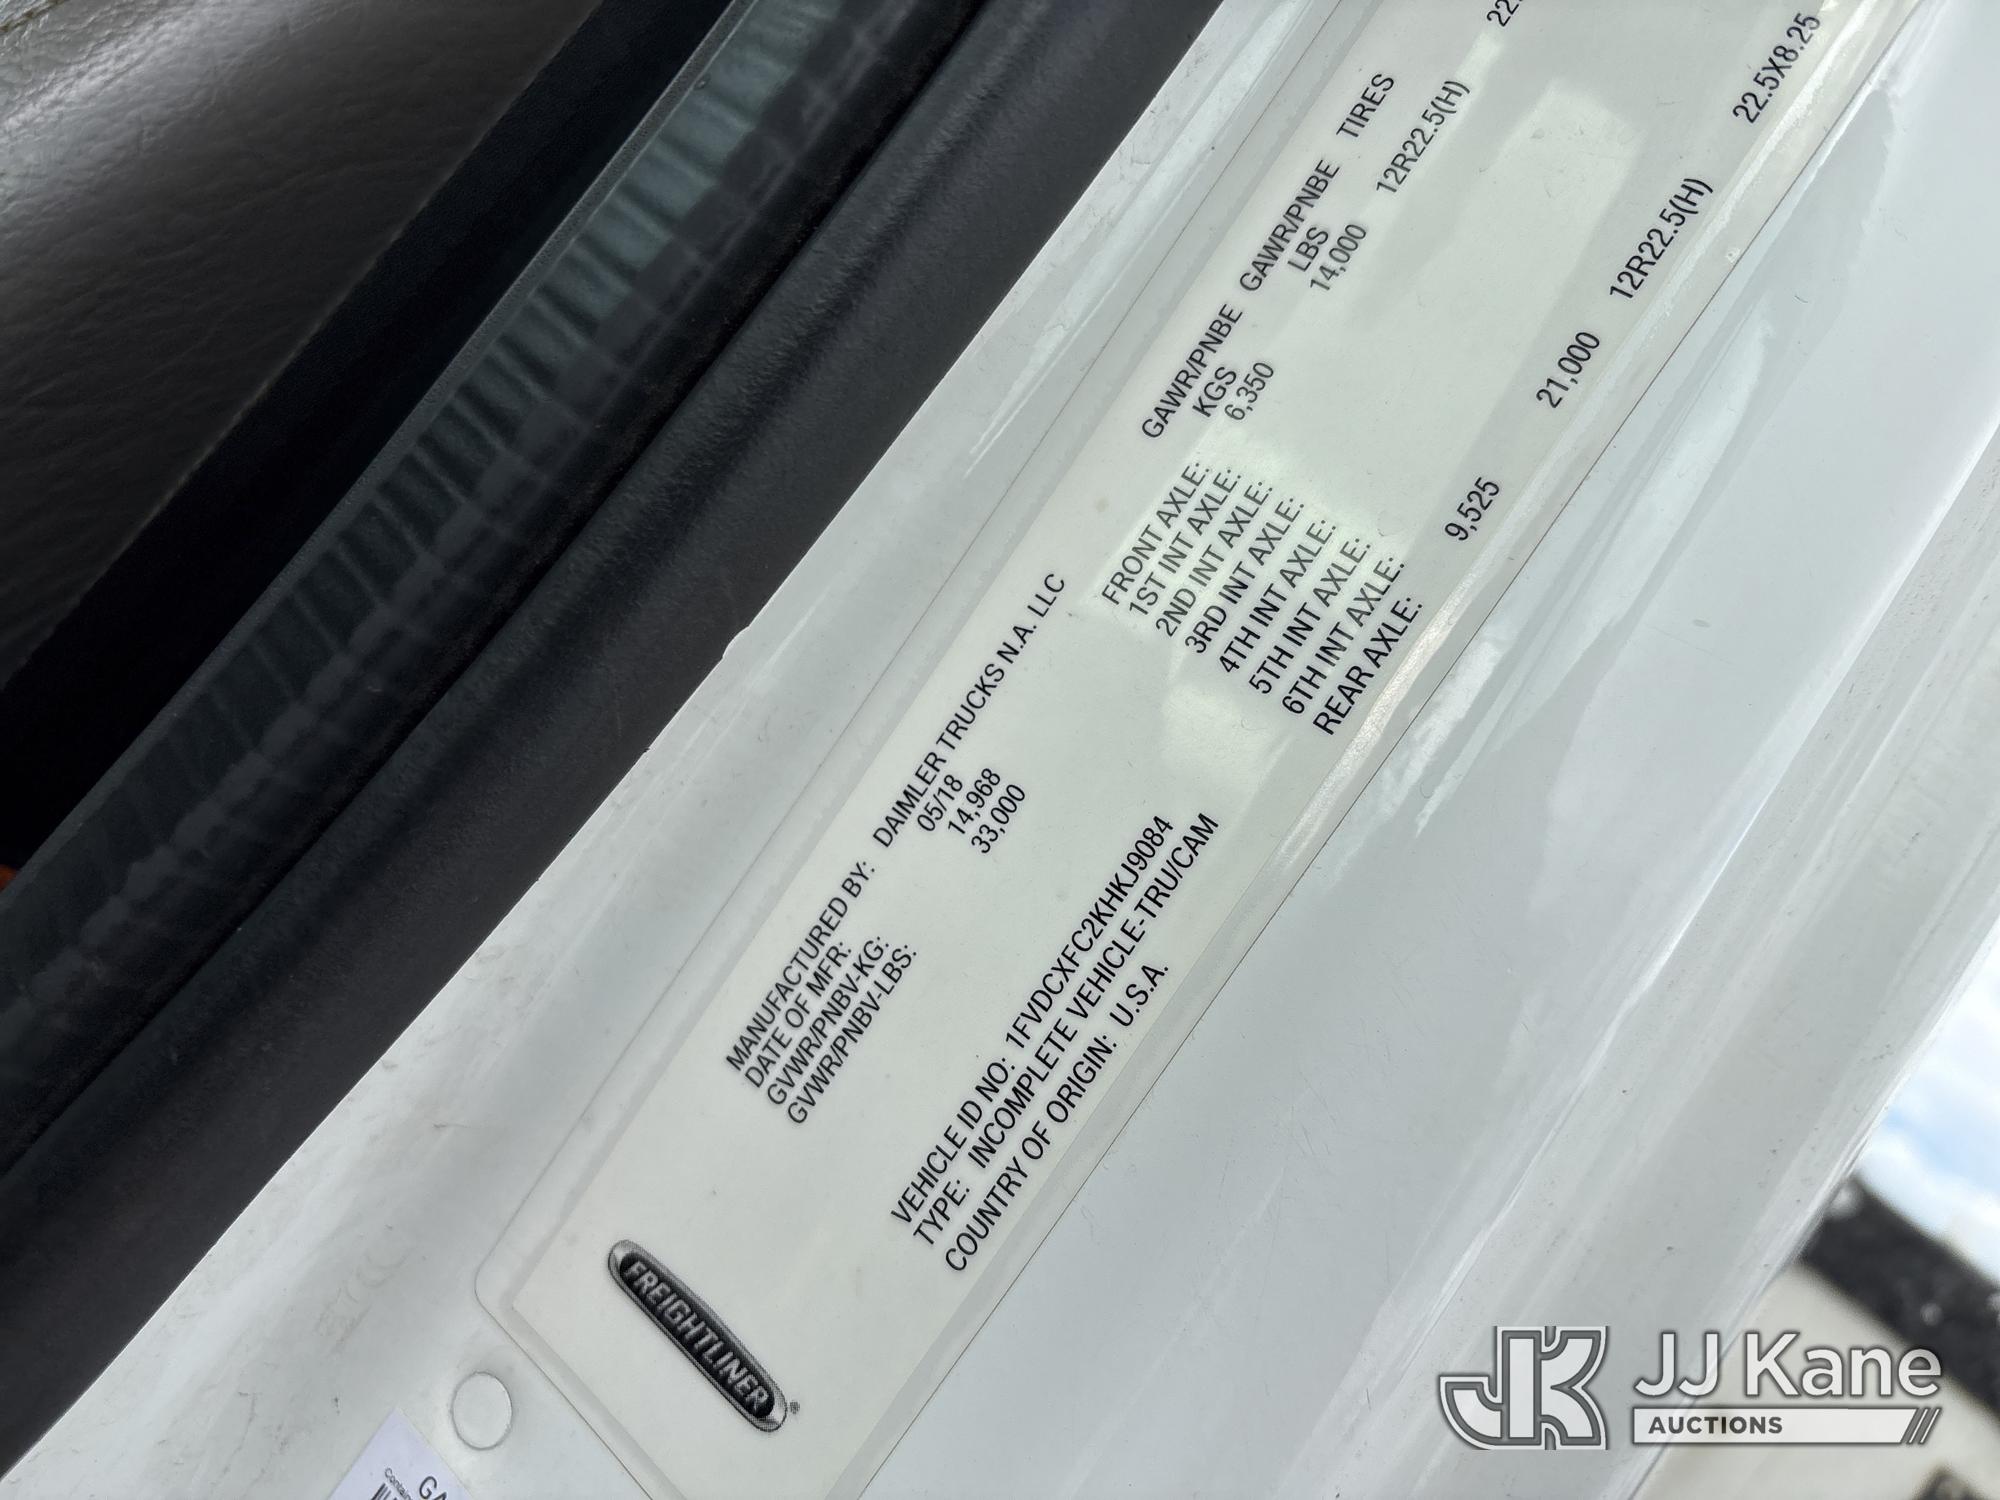 FREIGHTLINER®
MANUFACTURED BY: DAIMLER TRUCKS N.A. LLC
DATE OF MFR: 05/18
GVWR/PNBV-KG: 14,968
GVWR/PNBV-LBS: 33,000
VEHICLE ID NO: 1FVDCXFC2KHKJ9084
TYPE: INCOMPLETE VEHICLE-TRU/CAM
COUNTRY OF ORIGIN: U.S.A.
GAWR/PNBE GAWR/PNBE TIRES
KGS LBS
FRONT AXLE: 6,350 14,000 12R22.5(H)
1ST INT AXLE:
2ND INT AXLE:
3RD INT AXLE:
4TH INT AXLE:
5TH INT AXLE:
6TH INT AXLE:
REAR AXLE: 9,525 21,000 12R22.5(H) 22.5X8.25
JJ Kane
AUCTIONS